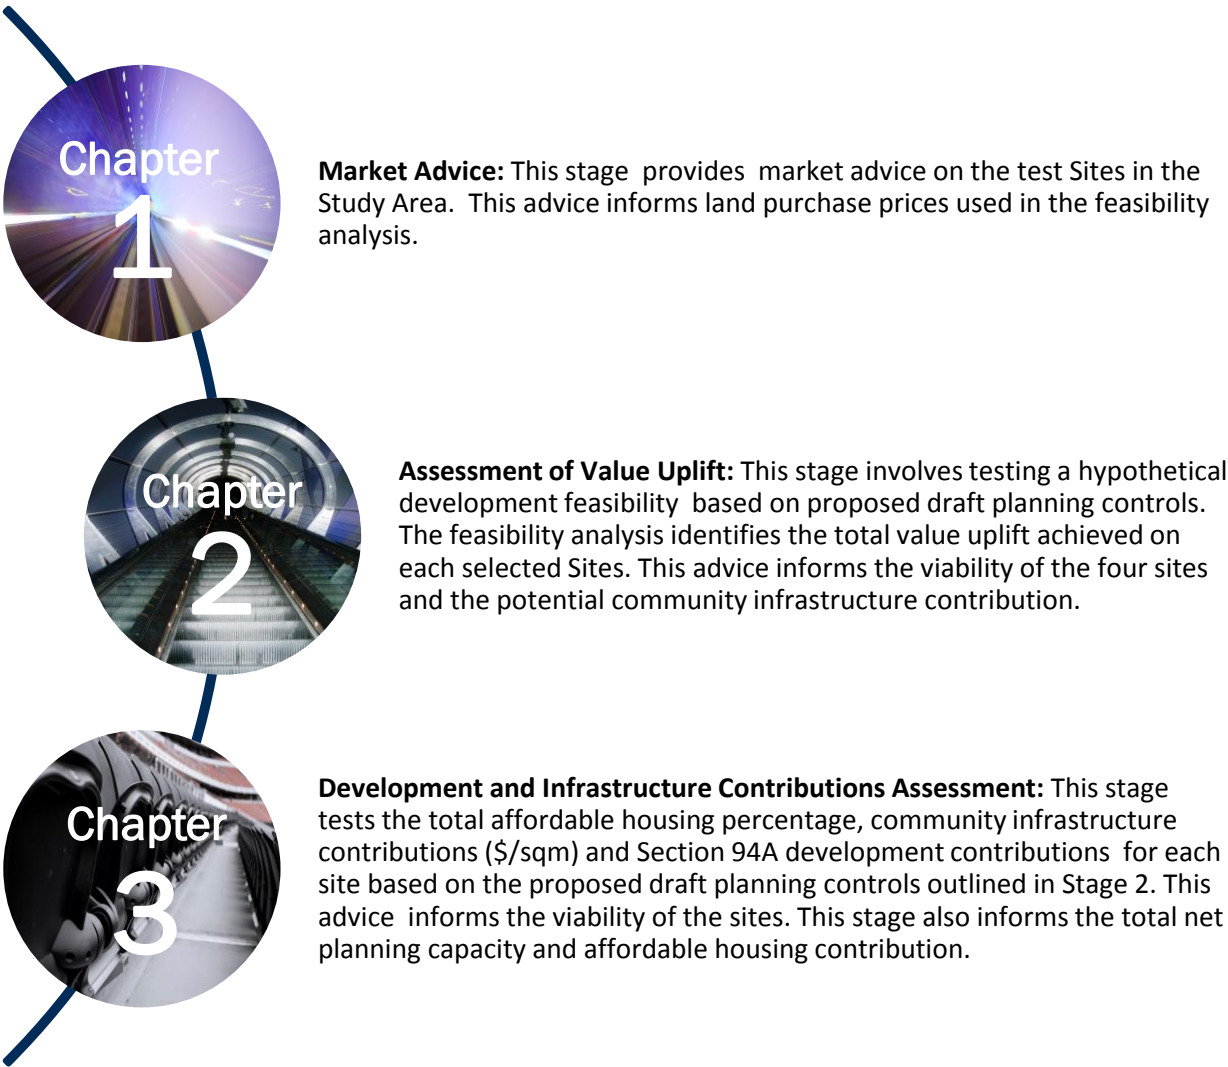 Chapter
1
Market Advice: This stage provides market advice on the test Sites in the
Study Area. This advice informs land purchase prices used in the feasibility
analysis.
Chapter
2
Assessment of Value Uplift: This stage involves testing a hypothetical
development feasibility based on proposed draft planning controls.
The feasibility analysis identifies the total value uplift achieved on
each selected Sites. This advice informs the viability of the four sites
and the potential community infrastructure contribution.
Chapter
3
Development and Infrastructure Contributions Assessment: This stage
tests the total affordable housing percentage, community infrastructure
contributions ($/sqm) and Section 94A development contributions for each
site based on the proposed draft planning controls outlined in Stage 2. This
advice informs the viability of the sites. This stage also informs the total net
planning capacity and affordable housing contribution.